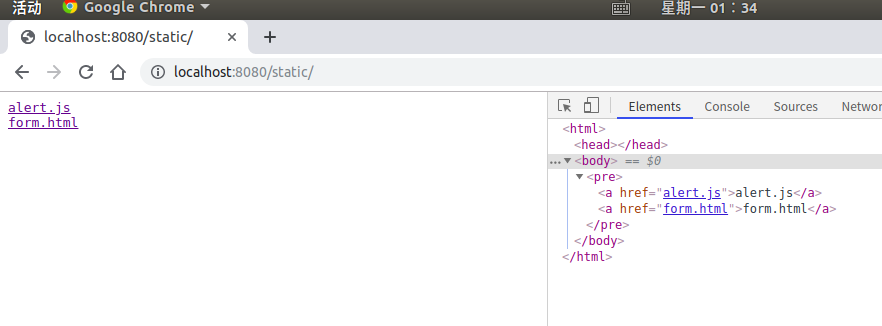 活动 Google Chrome 星期一 01：34
localhost:8080/static/
localhost:8080/static/
alert.js
form.html
Elements Console Sources Network
<html>
<head></head>
<body> == $0
<pre>
<a href="alert.js">alert.js</a>
<a href="form.html">form.html</a>
</pre>
</body>
</html>